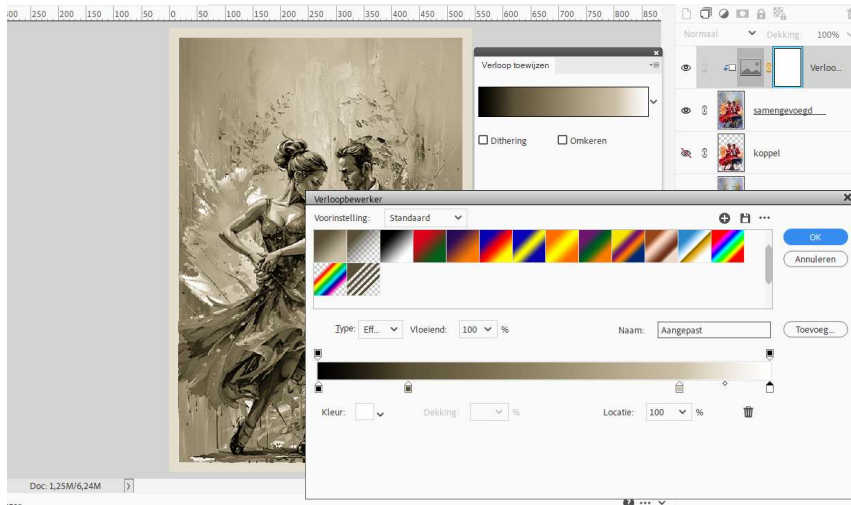 250 200 150 100 50 0 50 100 150 200 250 300 350 400 450 500 550 600 650 700 750 800 850
Normaal Dekking: 100%
Verloop toewijzen
Verloo...
samengevoegd
Dithering Omkeren
koppel
Verloopbewerker
Voorinstelling: Standaard
OK
Annuleren
Type: Eff... Vloeiend: 100 % Naam: Aangepast Toevoeg...
Kleur: Dekking: % Locatie: 100 %
Doc: 1,25M/6,24M